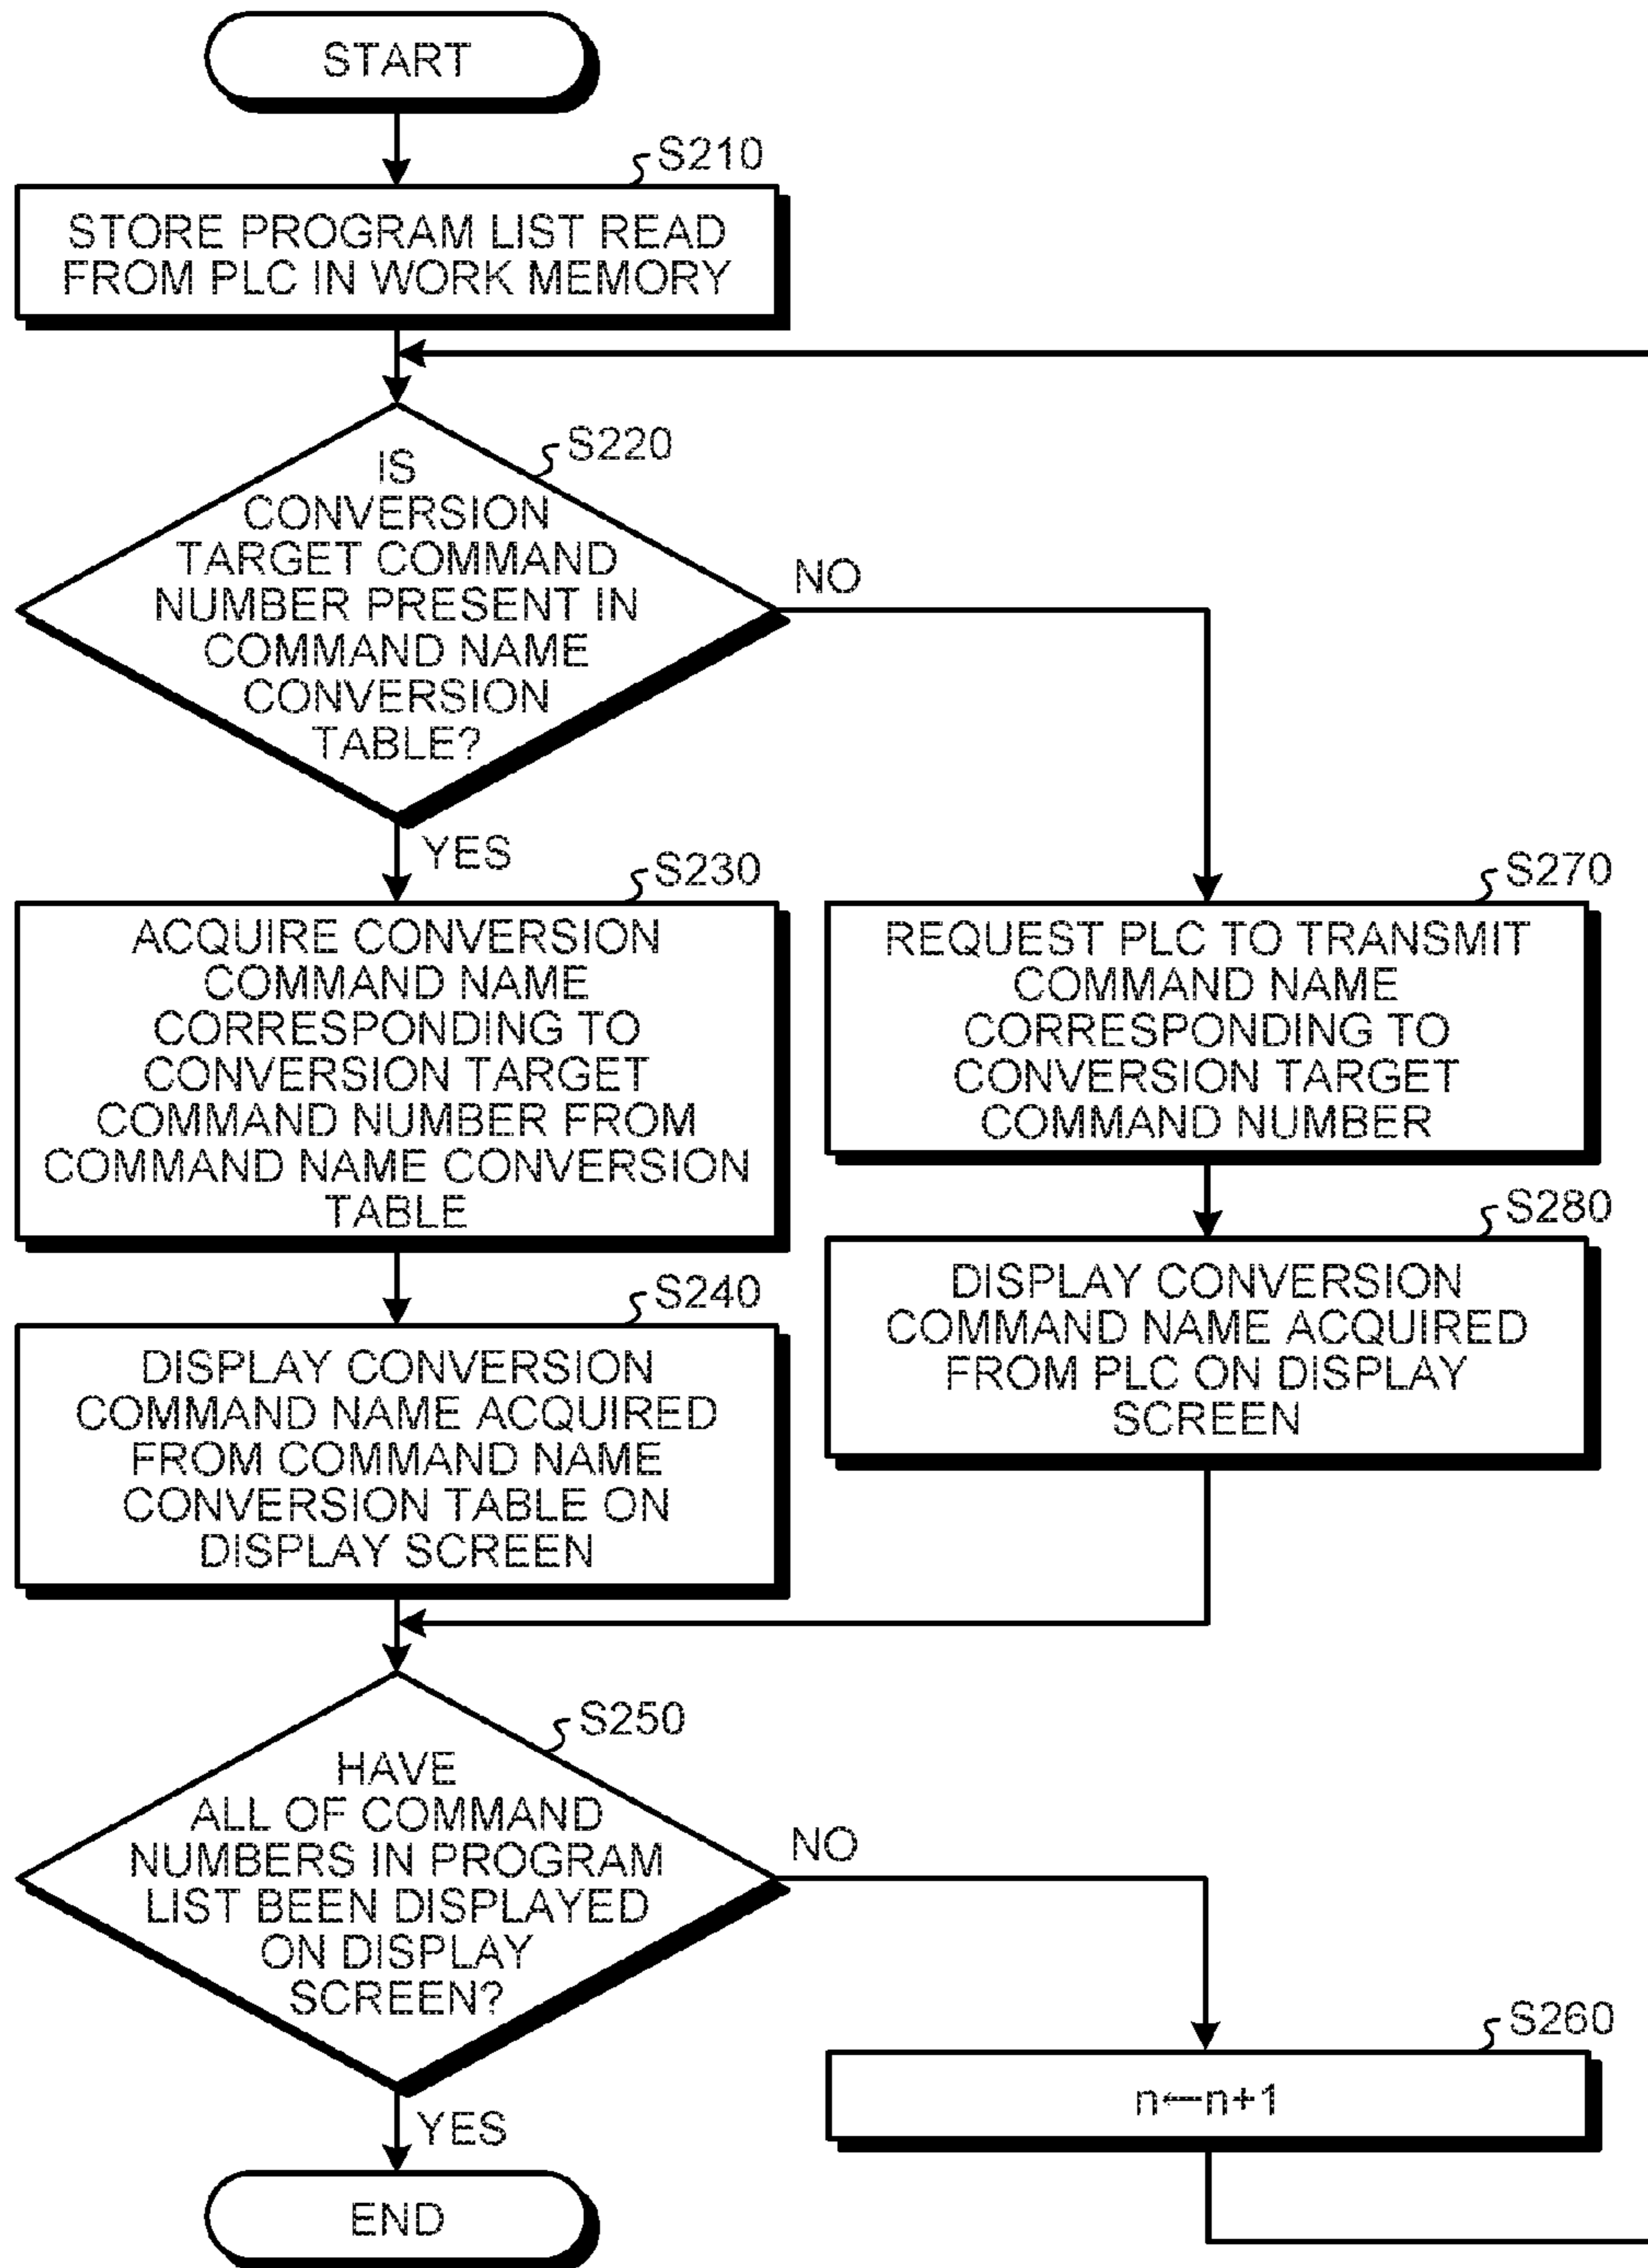 START
S210
STORE PROGRAM LIST READ
FROM PLC IN WORK MEMORY
S220
IS
CONVERSION
TARGET COMMAND
NUMBER PRESENT IN
COMMAND NAME
CONVERSION
TABLE?
NO
YES
S230
ACQUIRE CONVERSION
COMMAND NAME
CORRESPONDING TO
CONVERSION TARGET
COMMAND NUMBER FROM
COMMAND NAME CONVERSION
TABLE
S270
REQUEST PLC TO TRANSMIT
COMMAND NAME
CORRESPONDING TO
CONVERSION TARGET
COMMAND NUMBER
S240
DISPLAY CONVERSION
COMMAND NAME ACQUIRED
FROM COMMAND NAME
CONVERSION TABLE ON
DISPLAY SCREEN
S280
DISPLAY CONVERSION
COMMAND NAME ACQUIRED
FROM PLC ON DISPLAY
SCREEN
S250
HAVE
ALL OF COMMAND
NUMBERS IN PROGRAM
LIST BEEN DISPLAYED
ON DISPLAY
SCREEN?
NO
S260
n←n+1
YES
END